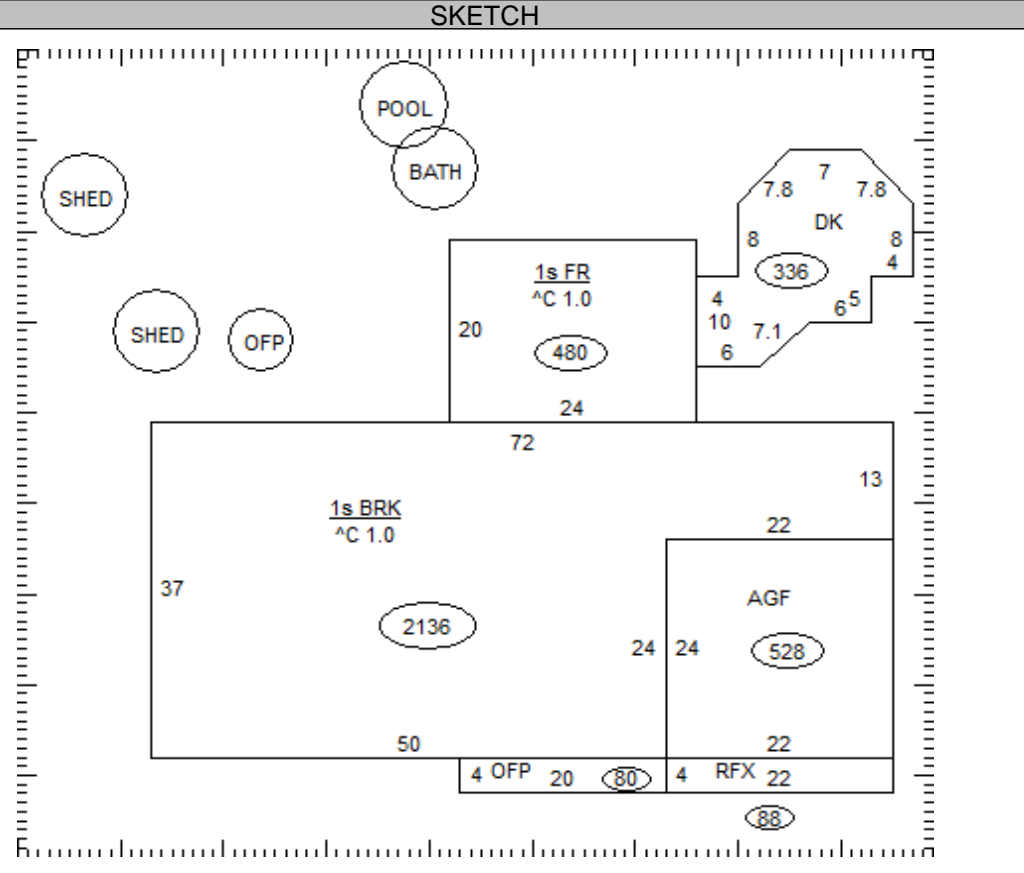 SKETCH
POOL
BATH
SHED
7
7.8 7.8
DK
8 8
336 4
1s FR
^C 1.0
20
480
24
4
10
6 5
7.1
6
SHED OFP
72
13
1s BRK
^C 1.0
22
37
AGF
2136
24 24
528
50
22
4 OFP 20 80
4 RFX 22
88